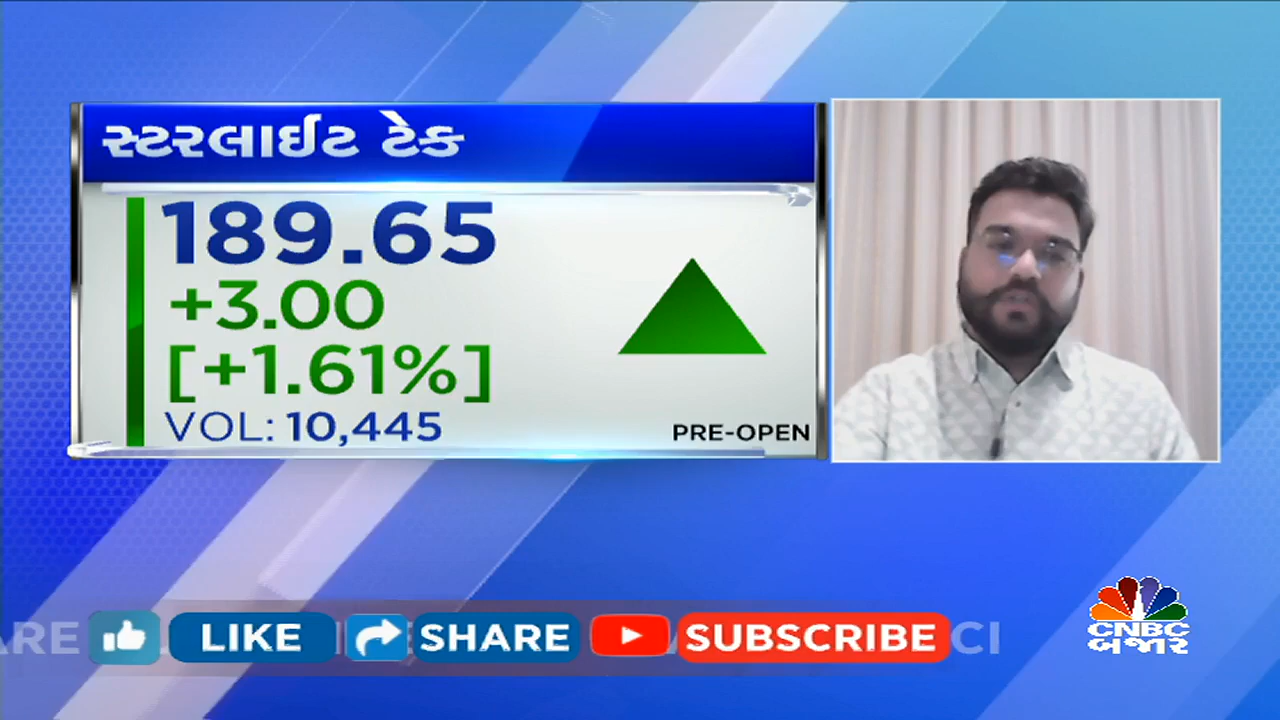 સ્ટરલાઈટ ટેક
189.65
+3.00
[+1.61%]
VOL: 10,445
PRE-OPEN
LIKE
SHARE
SUBSCRIBE
CNBC
બજાર